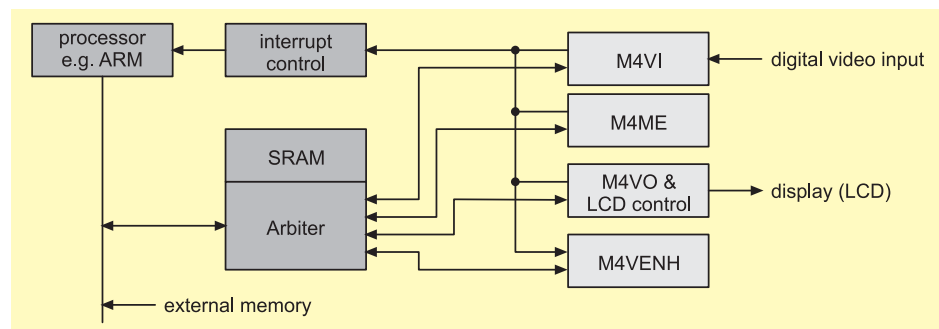 processor
e.g. ARM
interrupt
control
M4VI
digital video input
M4ME
SRAM
Arbiter
M4VO &
LCD control
display (LCD)
M4VENH
external memory